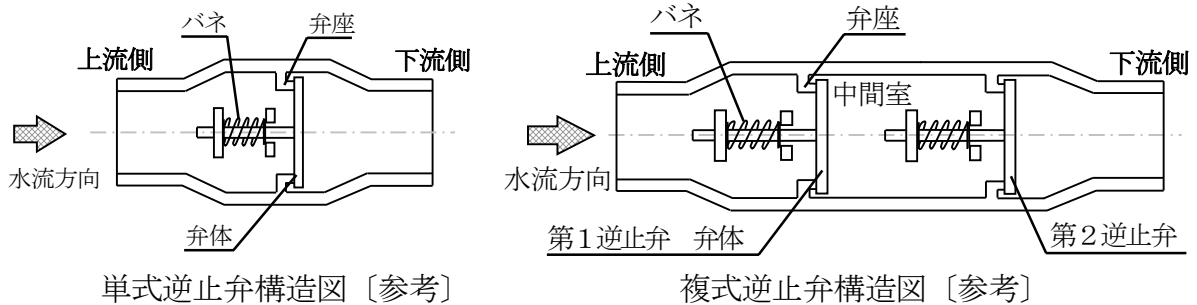 バネ
弁座
上流側
下流側
水流方向
弁体
単式逆止弁構造図〔参考〕
バネ
弁座
上流側
下流側
中間室
水流方向
第1逆止弁　弁体
第2逆止弁
複式逆止弁構造図〔参考〕